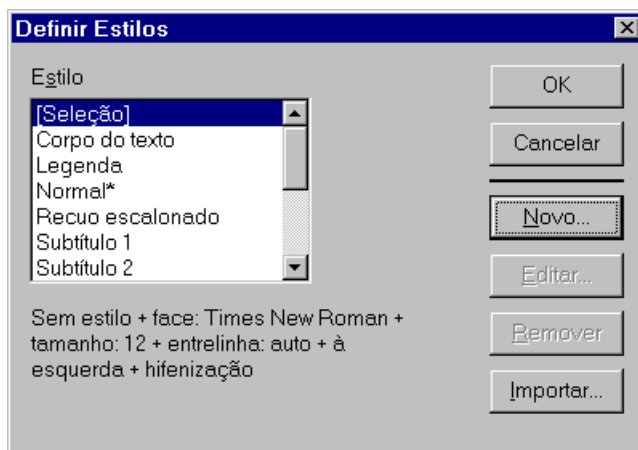 Definir Estilos
Estilo
[Seleção]
Corpo do texto
Legenda
Normal*
Recuo escalonado
Subtítulo 1
Subtítulo 2
Sem estilo + face: Times New Roman +
tamanho: 12 + entrelinha: auto + à
esquerda + hifenização
OK
Cancelar
Novo...
Editar...
Remover
Importar...